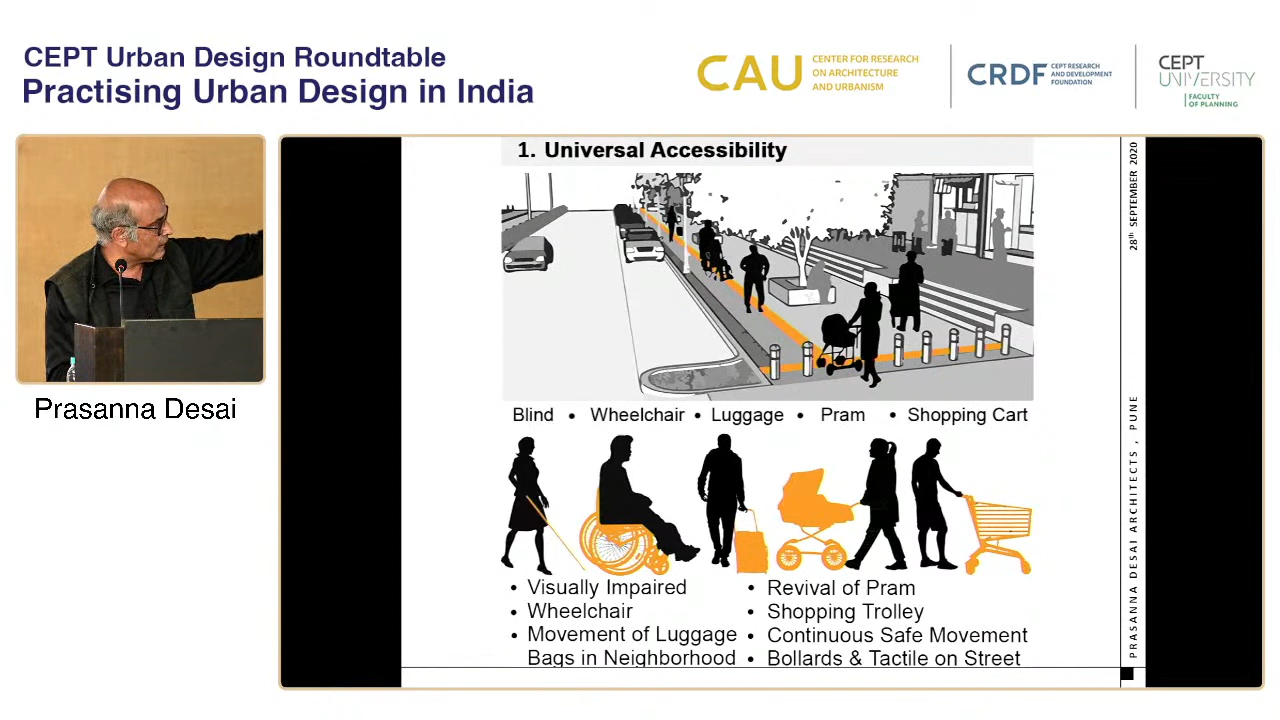 CEPT Urban Design Roundtable
Practising Urban Design in India
CAU
CENTER FOR RESEARCH
ON ARCHITECTURE
AND URBANISM
CRDF
CEPT RESEARCH
AND DEVELOPMENT
FOUNDATION
CEPT
UNIVERSITY
FACULTY
OF PLANNING
Prasanna Desai
1. Universal Accessibility
Blind • Wheelchair • Luggage • Pram • Shopping Cart
• Visually Impaired
• Wheelchair
• Movement of Luggage
Bags in Neighborhood
• Revival of Pram
• Shopping Trolley
• Continuous Safe Movement
• Bollards & Tactile on Street
28th SEPTEMBER 2020
PRASANNA DESAI ARCHITECTS, PUNE